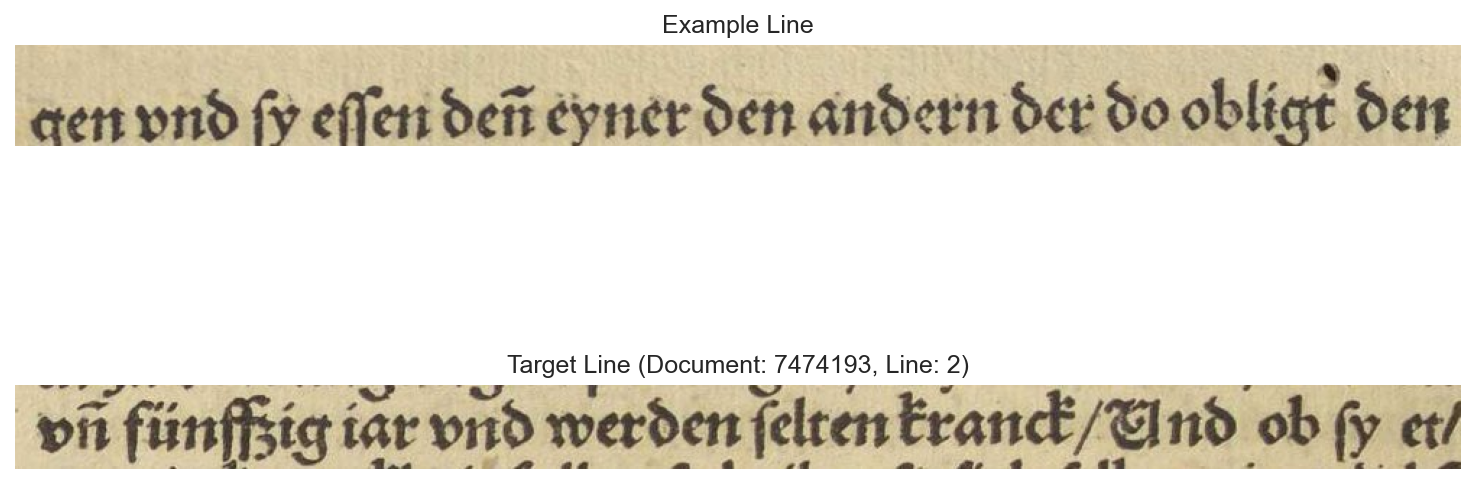 Example Line
gen vnd ſy eſſen deñ eyner den andern der do obligt den
Target Line (Document: 7474193, Line: 2)
vñ fünffzig iar vnd werden ſelten kranck/Und ob ſy et/